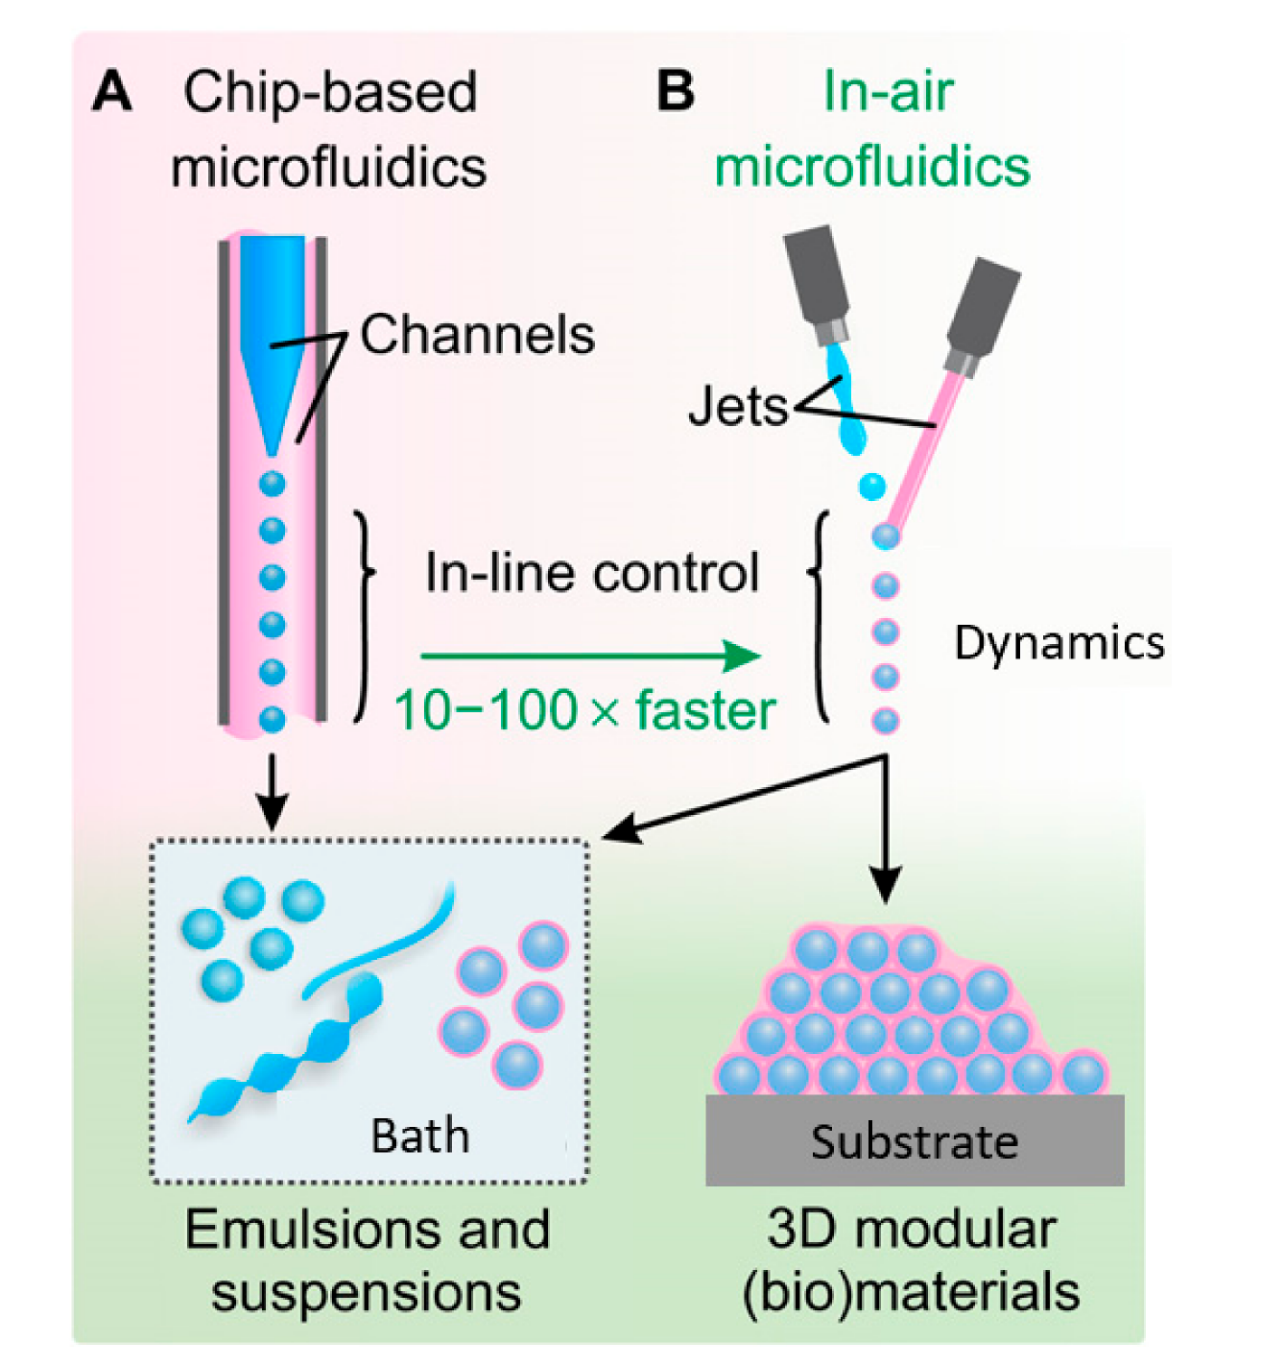 A
Chip-based
microfluidics
B
In-air
microfluidics
Channels
Jets
In-line control
10−100 × faster
Dynamics
Bath
Substrate
Emulsions and
suspensions
3D modular
(bio)materials